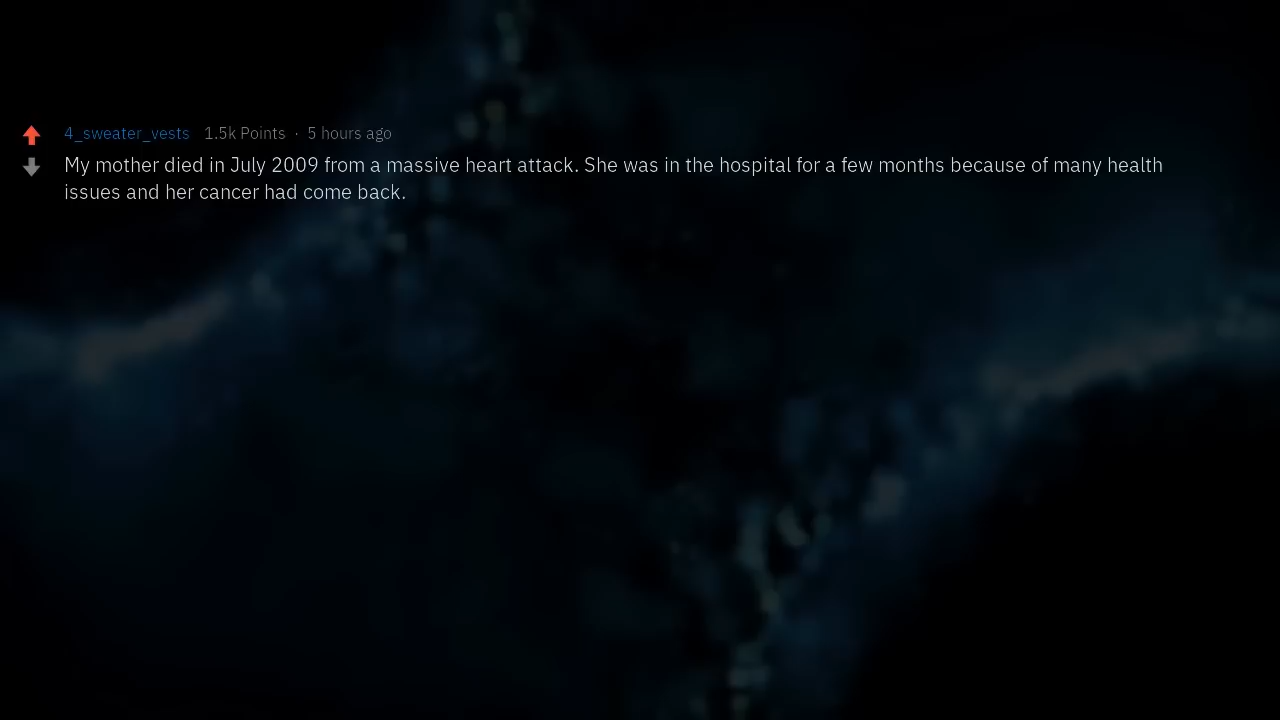 4_sweater_vests 1.5k Points · 5 hours ago
My mother died in July 2009 from a massive heart attack. She was in the hospital for a few months because of many health
issues and her cancer had come back.